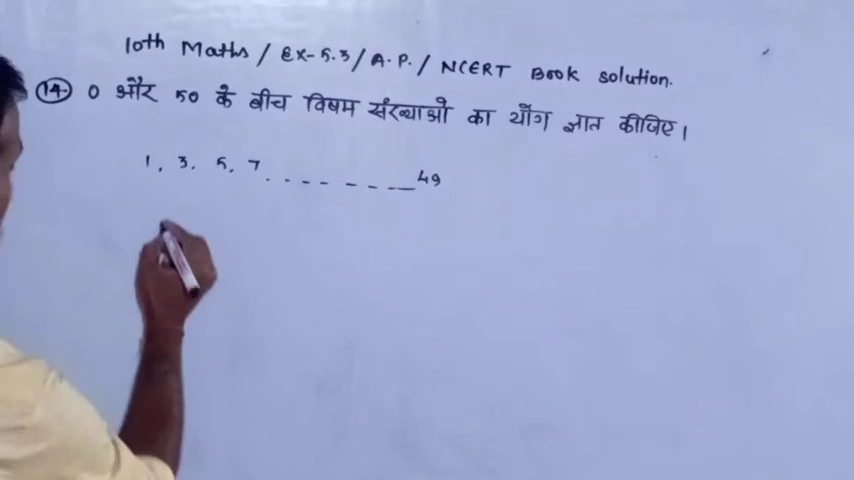 10th Maths / EX-5.3 / A.P. / NCERT Book solution.
(14.) 0 और 50 के बीच विषम संख्याओ का योग ज्ञात कीजिए।
1, 3. 5, 7 . . - - - - - - 49